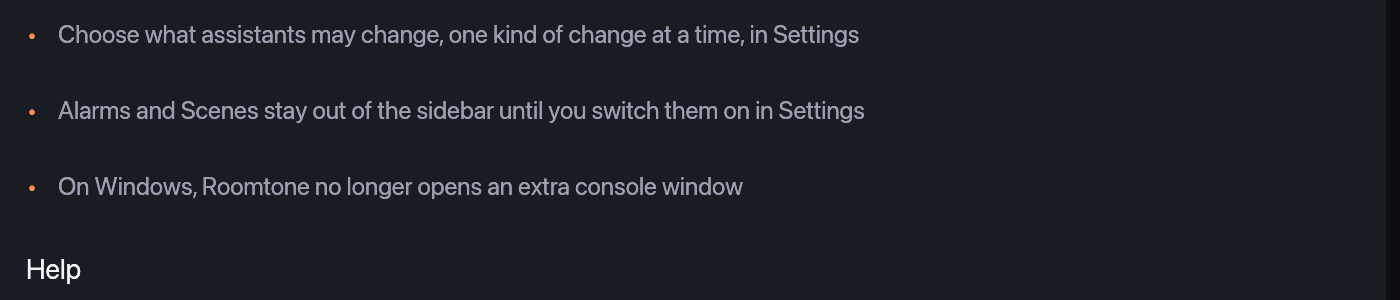 • Choose what assistants may change, one kind of change at a time, in Settings
• Alarms and Scenes stay out of the sidebar until you switch them on in Settings
• On Windows, Roomtone no longer opens an extra console window
Help